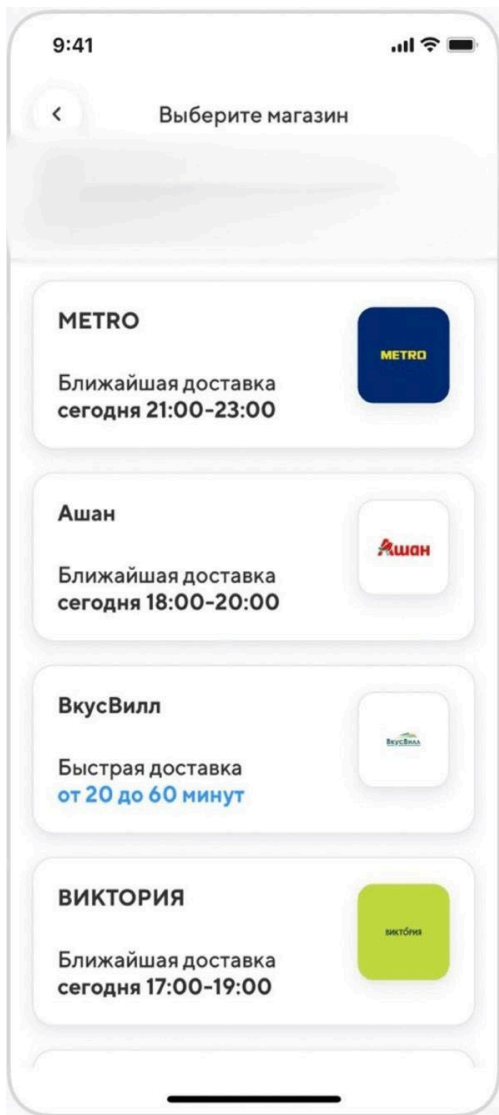 9:41
Выберите магазин
METRO
METRO
Ближайшая доставка
сегодня 21:00-23:00
Ашан
Ашан
Ближайшая доставка
сегодня 18:00-20:00
ВкусВилл
ВкусВилл
Быстрая доставка
от 20 до 60 минут
ВИКТОРИЯ
ВИКТОРИЯ
Ближайшая доставка
сегодня 17:00-19:00